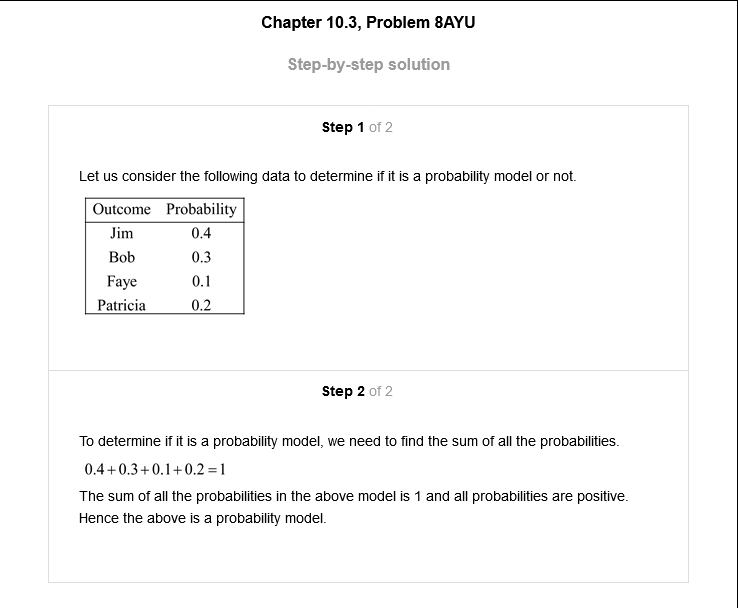 Chapter 10.3, Problem 8AYU
Step-by-step solution
Step 1 of 2
Let us consider the following data to determine if it is a probability model or not.
Outcome Probability
Jim 0.4
Bob 0.3
Faye 0.1
Patricia 0.2
Step 2 of 2
To determine if it is a probability model, we need to find the sum of all the probabilities.
0.4+0.3+0.1+0.2=1
The sum of all the probabilities in the above model is 1 and all probabilities are positive.
Hence the above is a probability model.